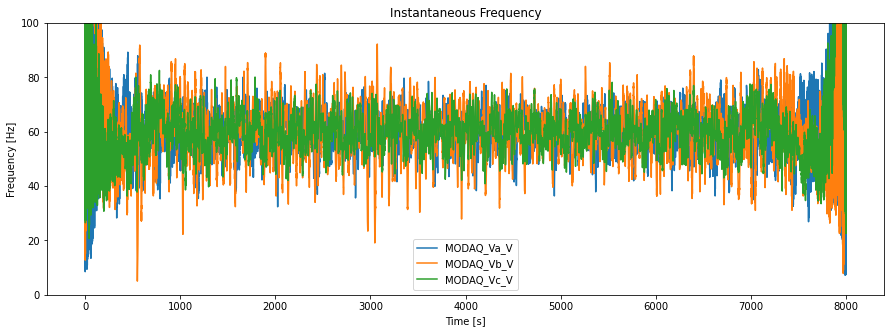 Instantaneous Frequency
100
80
60
40
20
0
Frequency [Hz]
MODAQ_Va_V
MODAQ_Vb_V
MODAQ_Vc_V
0 1000 2000 3000 4000 5000 6000 7000 8000
Time [s]